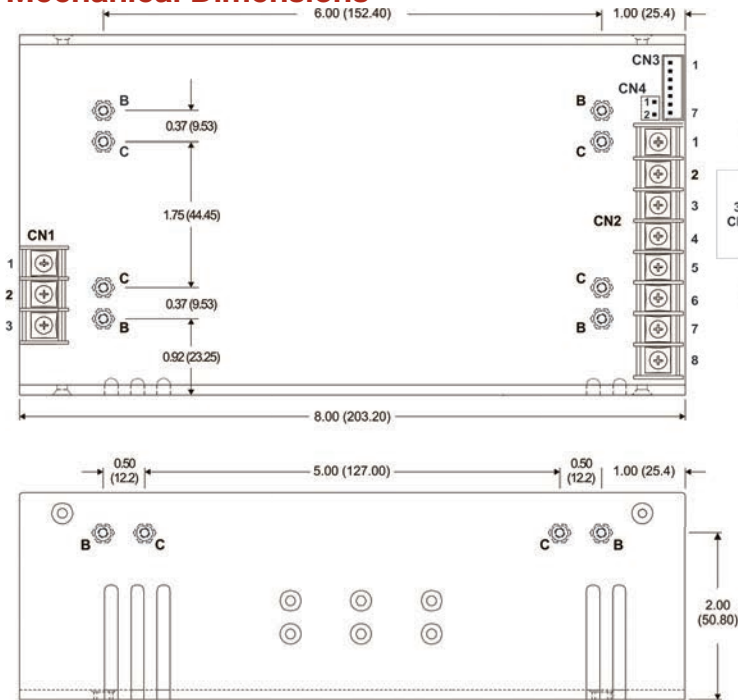 Mechanical Dimensions
6.00 (152.40)
1.00 (25.4)
CN3
1
CN4
1
2
7
B
0.37 (9.53)
C
B
C
1
2
3
4
5
6
7
8
CN2
1.75 (44.45)
CN1
1
2
3
C
0.37 (9.53)
B
C
B
0.92 (23.25)
8.00 (203.20)
0.50
(12.2)
5.00 (127.00)
0.50
(12.2)
1.00 (25.4)
B
C
C
B
2.00
(50.80)